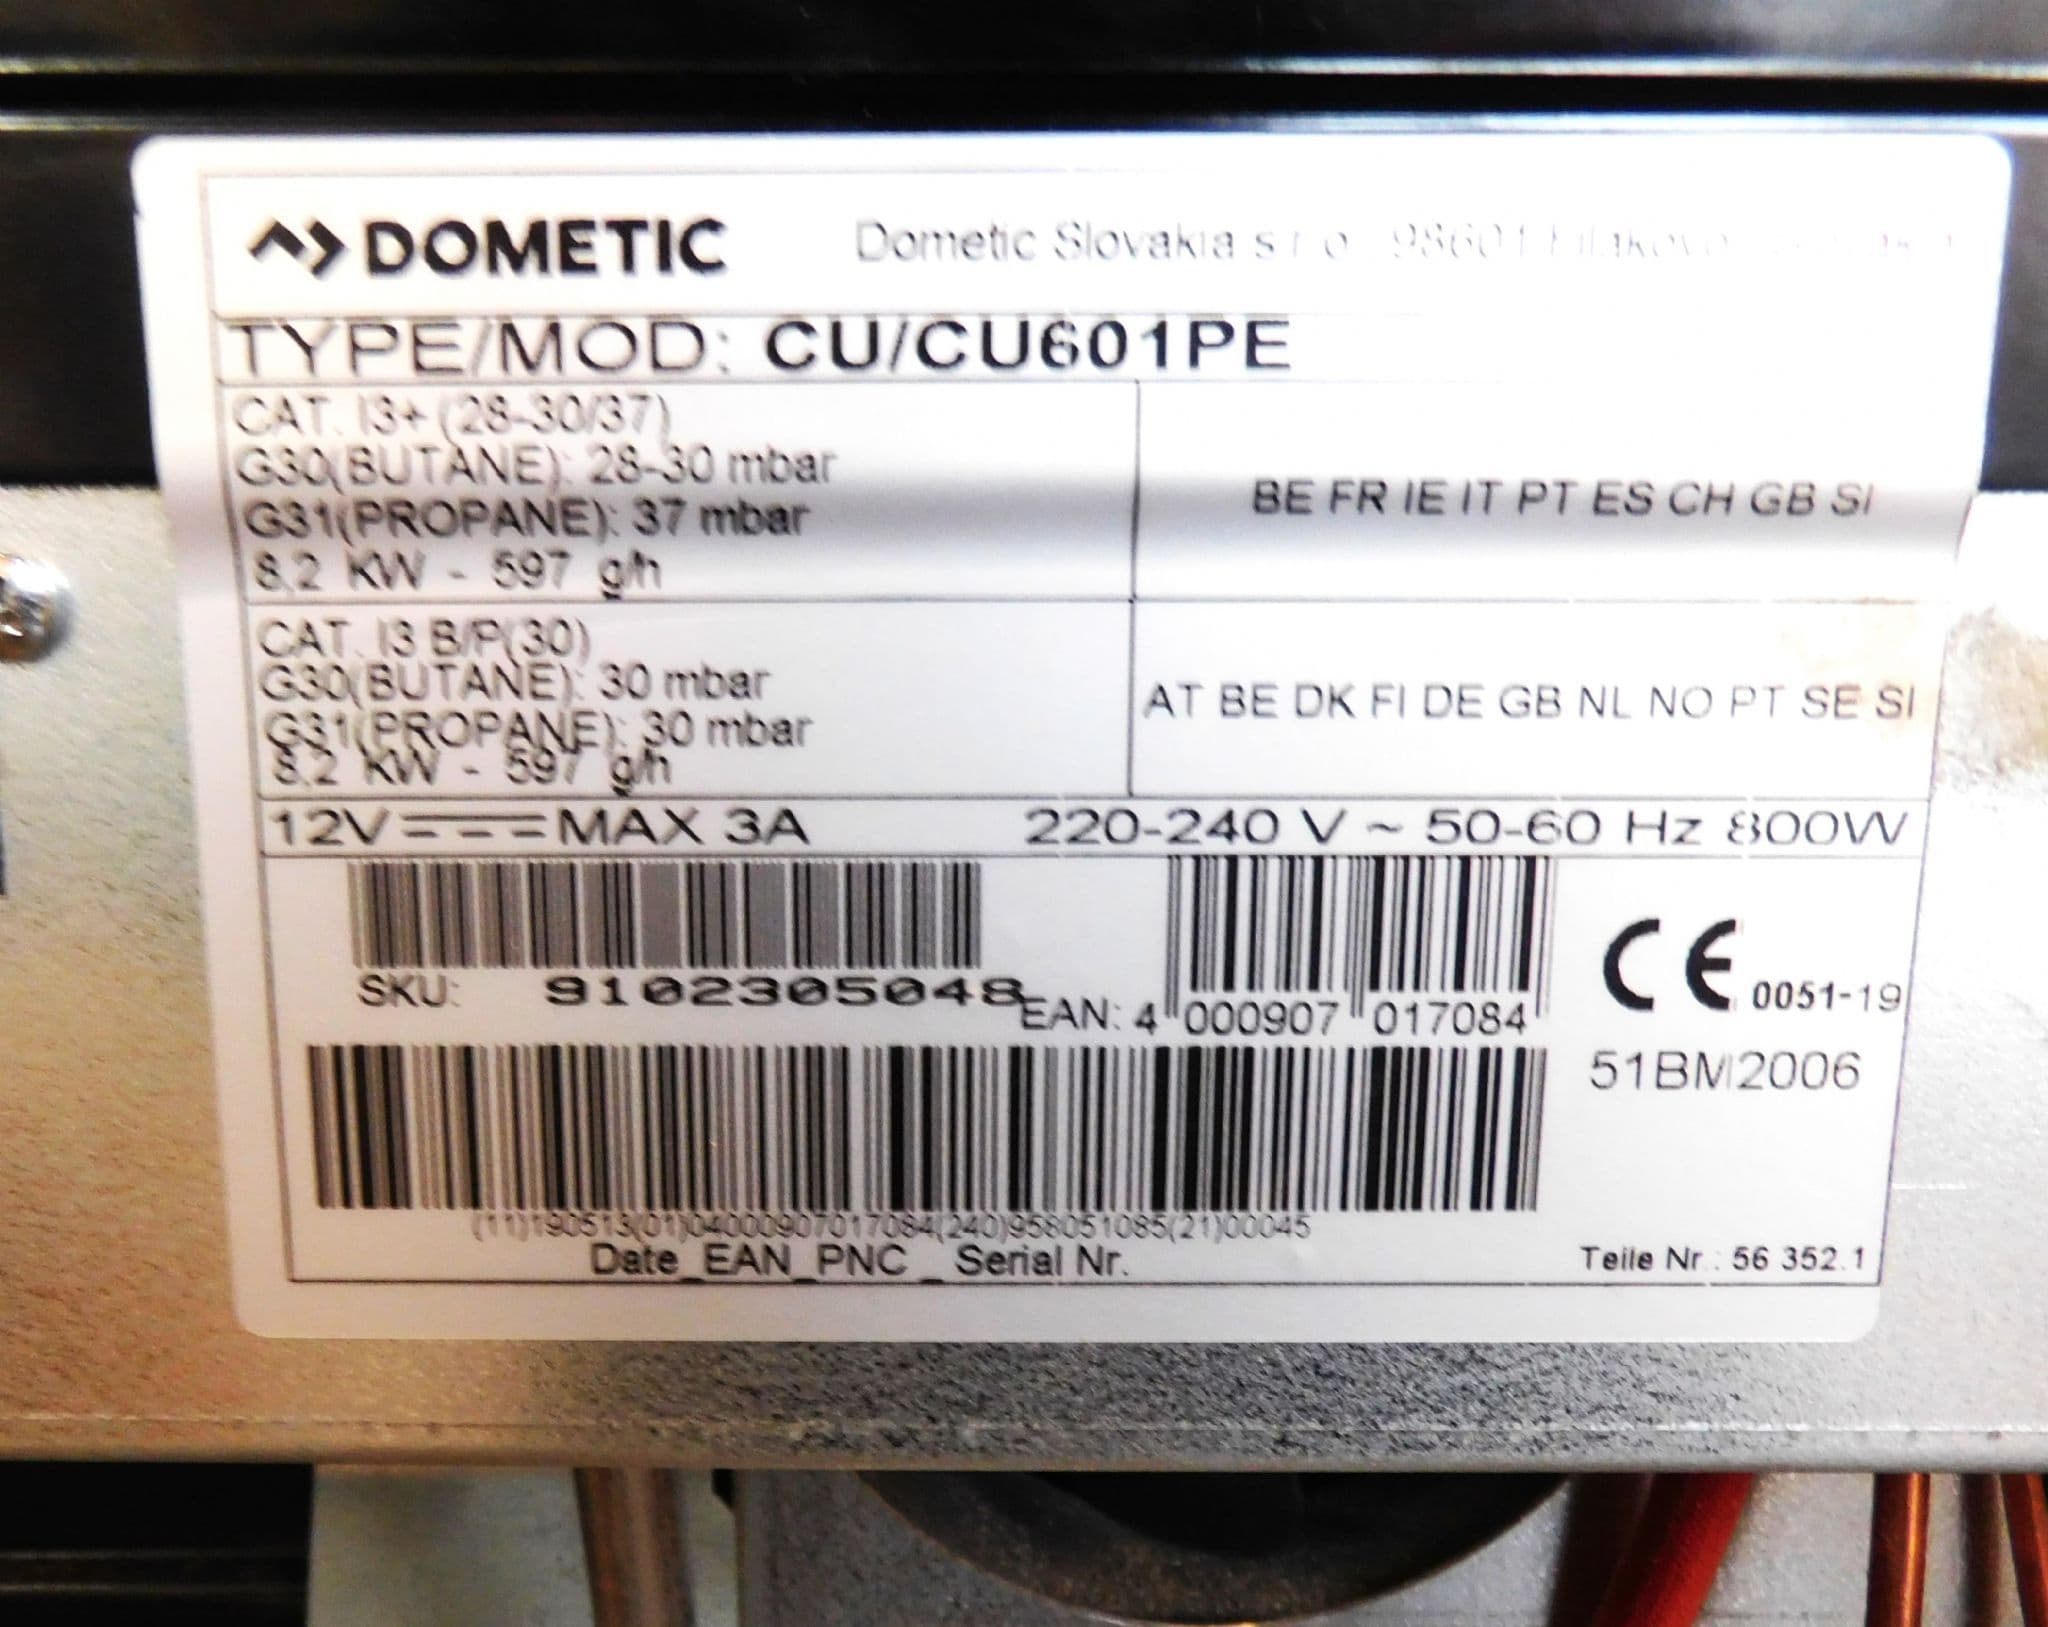 DOMETIC Dometic Slovakia s.r.o. 98601
TYPE/MOD: CU/CU601PE
CAT. I3+ (28-30/37)
G30(BUTANE): 28-30 mbar
G31(PROPANE): 37 mbar
8,2 KW - 597 g/h
BE FR IE IT PT ES CH GB SI
CAT. I3 B/P(30)
G30(BUTANE): 30 mbar
G31(PROPANE): 30 mbar
8,2 KW - 597 g/h
AT BE DK FI DE GB NL NO PT SE SI
12V MAX 3A 220-240 V ~ 50-60 Hz 800W
SKU: 9102305048
EAN: 4 000907 017084
CE 0051-19
51BM2006
(11)190513(01)04000907017084(240)958051085(21)00045
Date_EAN_PNC _ Serial Nr.
Teile Nr.: 56 352.1